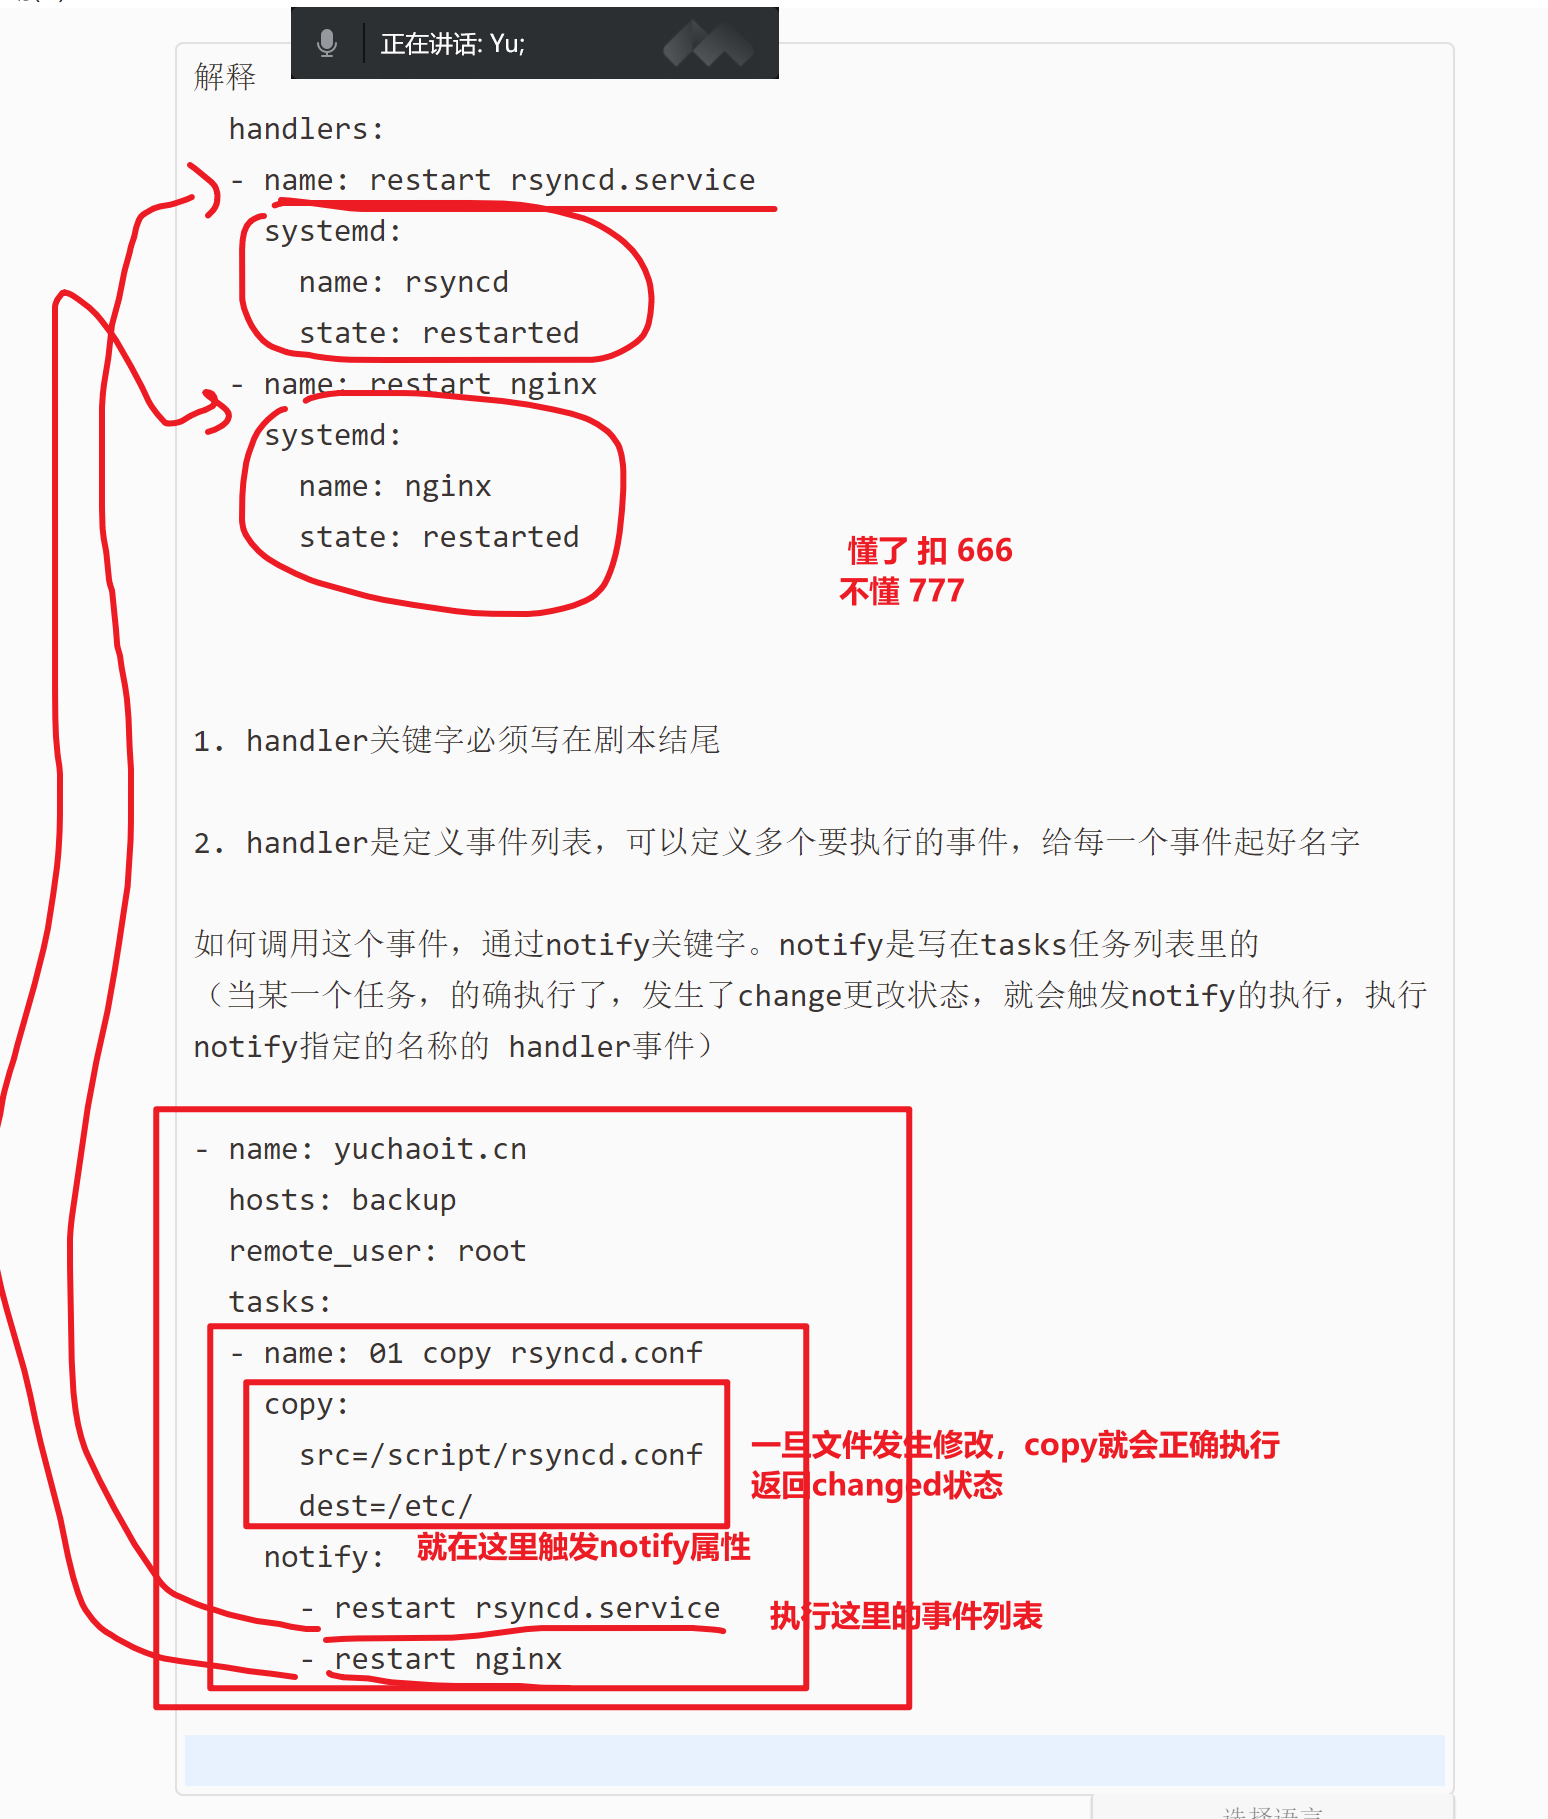 正在讲话: Yu;
解释
handlers:
- name: restart rsyncd.service
systemd:
name: rsyncd
state: restarted
- name: restart nginx
systemd:
name: nginx
state: restarted
懂了 扣 666
不懂 777
1. handler关键字必须写在剧本结尾
2. handler是定义事件列表，可以定义多个要执行的事件，给每一个事件起好名字
如何调用这个事件，通过notify关键字。notify是写在tasks任务列表里的
（当某一个任务，的确执行了，发生了change更改状态，就会触发notify的执行，执行
notify指定的名称的 handler事件）
- name: yuchaoit.cn
hosts: backup
remote_user: root
tasks:
- name: 01 copy rsyncd.conf
copy:
src=/script/rsyncd.conf
dest=/etc/
一旦文件发生修改，copy就会正确执行
返回changed状态
notify:
就在这里触发notify属性
- restart rsyncd.service
执行这里的事件列表
- restart nginx
选择语言